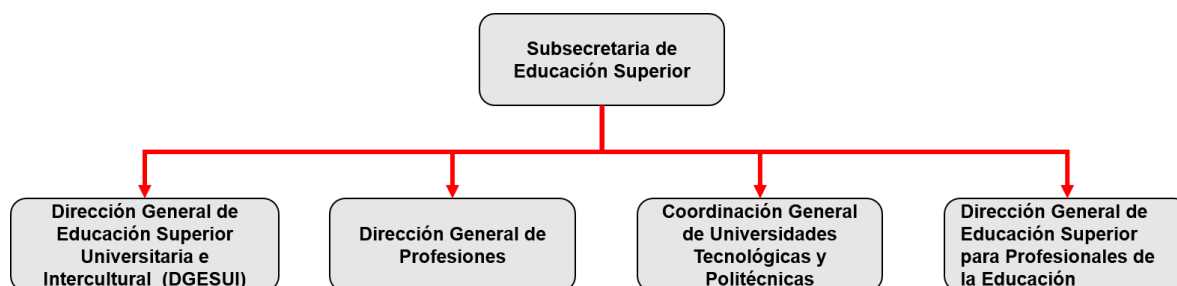 Subsecretaria de
Educación Superior
Dirección General de
Educación Superior
Universitaria e
Intercultural (DGESUI)
Dirección General de
Profesiones
Coordinación General
de Universidades
Tecnológicas y
Politécnicas
Dirección General de
Educación Superior
para Profesionales de
la Educación